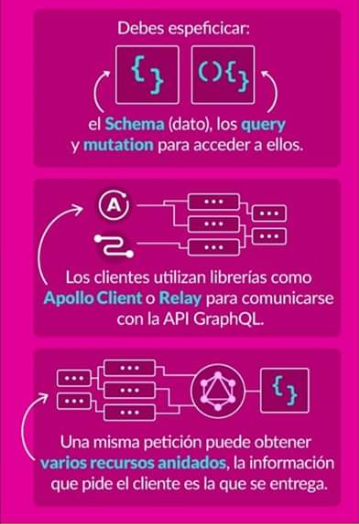 Debes espeficicar:
{} (){}
el Schema (dato), los query
y mutation para acceder a ellos.
A
Los clientes utilizan librerías como
Apollo Client o Relay para comunicarse
con la API GraphQL.
{}
Una misma petición puede obtener
varios recursos anidados, la información
que pide el cliente es la que se entrega.